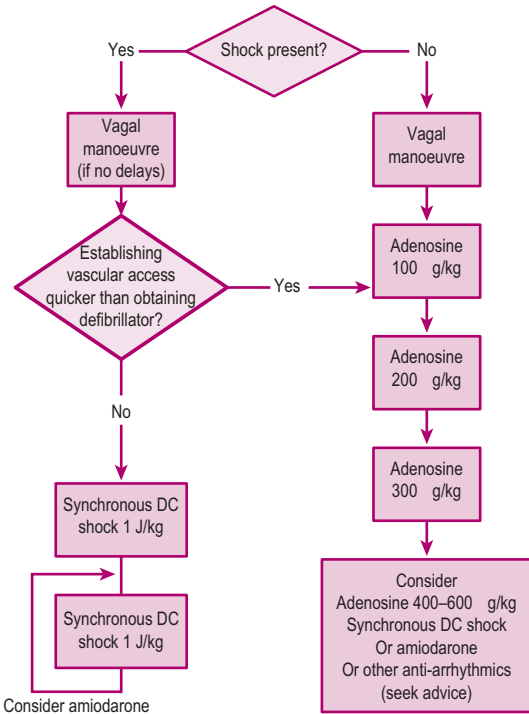 Shock present?
Yes
No
Vagal
manoeuvre
(if no delays)
Vagal
manoeuvre
Establishing
vascular access
quicker than obtaining
defibrillator?
Yes
No
Adenosine
100 g/kg
Adenosine
200 g/kg
Adenosine
300 g/kg
Synchronous DC
shock 1 J/kg
Synchronous DC
shock 1 J/kg
Consider amiodarone
Consider
Adenosine 400–600 g/kg
Synchronous DC shock
Or amiodarone
Or other anti-arrhythmics
(seek advice)